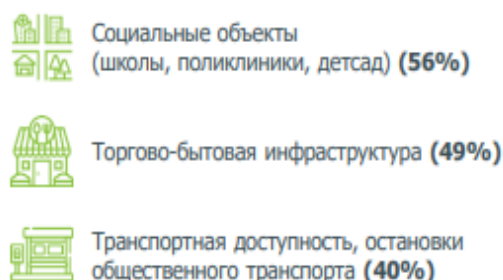 Социальные объекты
(школы, поликлиники, детсад) (56%)
Торгово-бытовая инфраструктура (49%)
Транспортная доступность, остановки
общественного транспорта (40%)